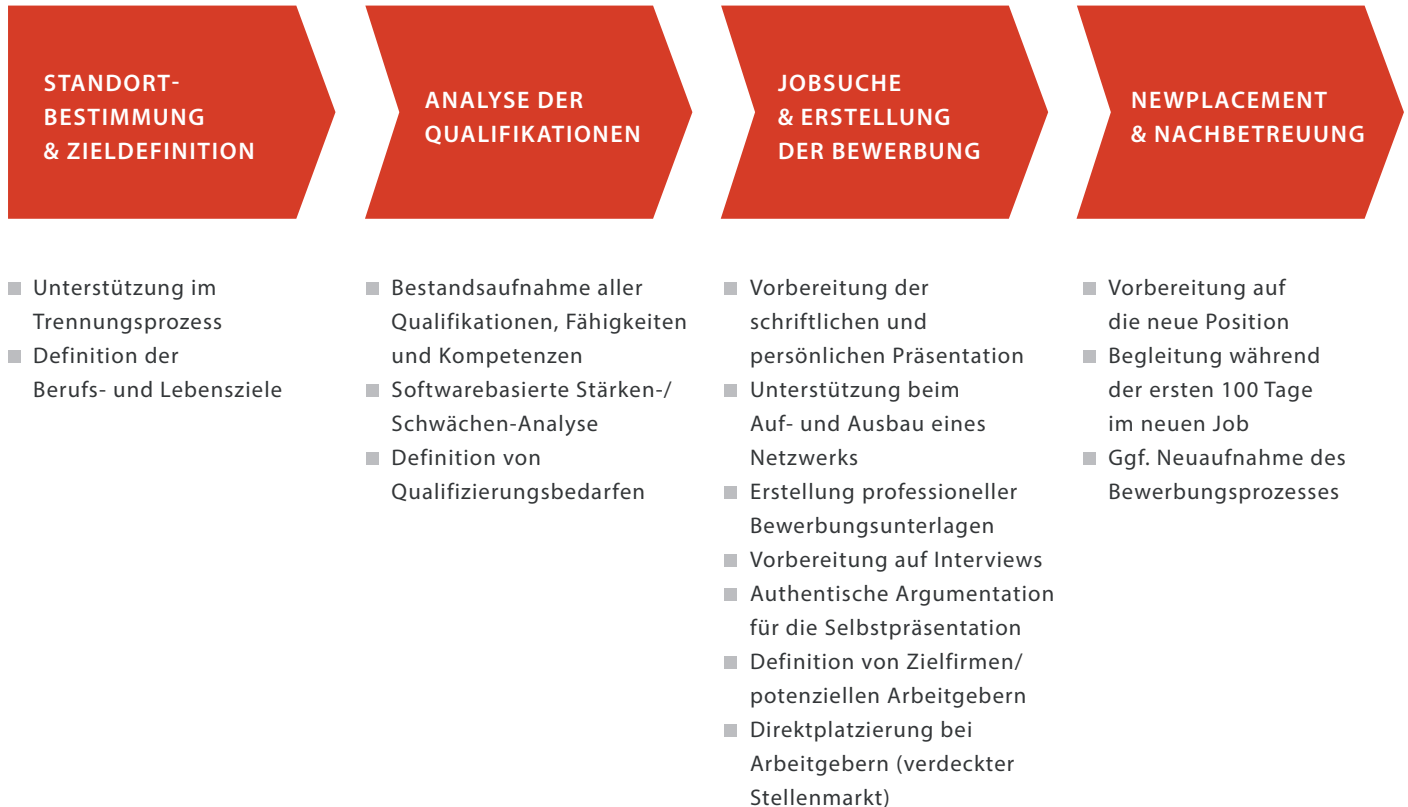 STANDORT-
BESTIMMUNG
& ZIELDEFINITION
ANALYSE DER
QUALIFIKATIONEN
JOBSUCHE
& ERSTELLUNG
DER BEWERBUNG
NEWPLACEMENT
& NACHBETREUUNG
Unterstützung im
Trennungsprozess
Definition der
Berufs- und Lebensziele
Bestandsaufnahme aller
Qualifikationen, Fähigkeiten
und Kompetenzen
Softwarebasierte Stärken-/
Schwächen-Analyse
Definition von
Qualifizierungsbedarfen
Vorbereitung der
schriftlichen und
persönlichen Präsentation
Unterstützung beim
Auf- und Ausbau eines
Netzwerks
Erstellung professioneller
Bewerbungsunterlagen
Vorbereitung auf Interviews
Authentische Argumentation
für die Selbstpräsentation
Definition von Zielfirmen/
potenziellen Arbeitgebern
Direktplatzierung bei
Arbeitgebern (verdeckter
Stellenmarkt)
Vorbereitung auf
die neue Position
Begleitung während
der ersten 100 Tage
im neuen Job
Ggf. Neuaufnahme des
Bewerbungsprozesses